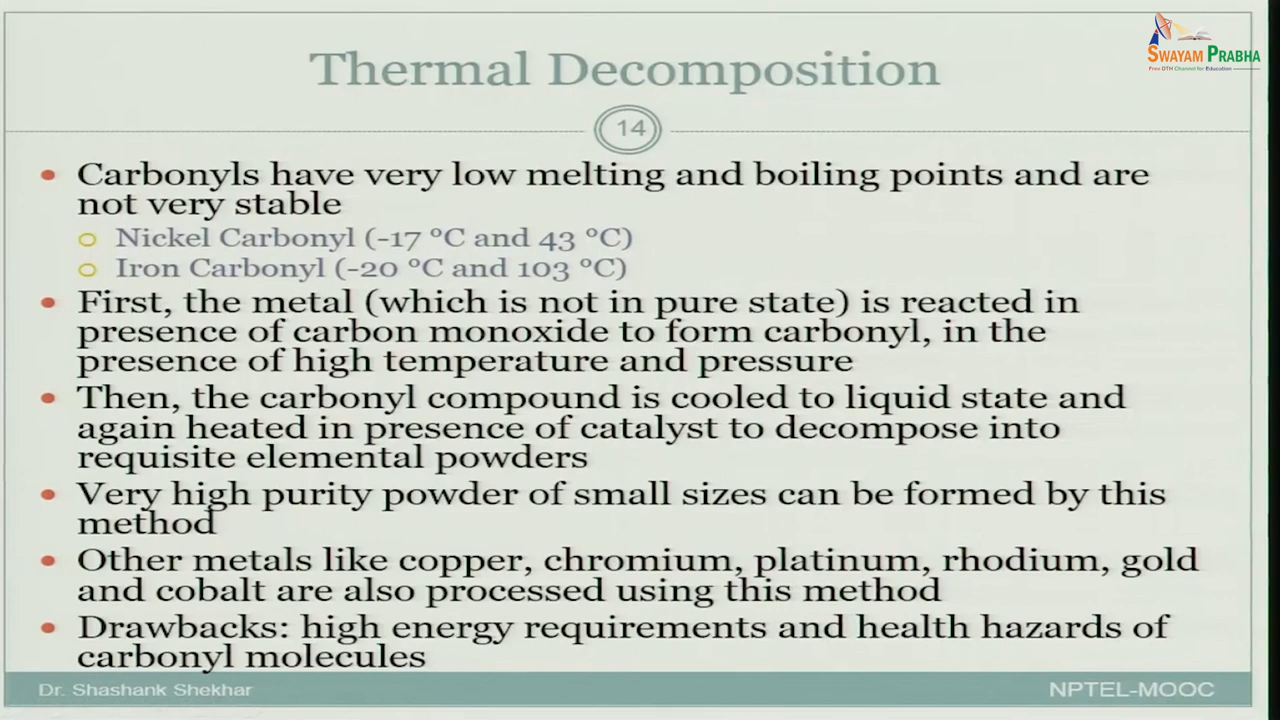 SWAYAM PRABHA
Free DTH Channel for Education
Thermal Decomposition
14
• Carbonyls have very low melting and boiling points and are
not very stable
○ Nickel Carbonyl (-17 °C and 43 °C)
○ Iron Carbonyl (-20 °C and 103 °C)
• First, the metal (which is not in pure state) is reacted in
presence of carbon monoxide to form carbonyl, in the
presence of high temperature and pressure
• Then, the carbonyl compound is cooled to liquid state and
again heated in presence of catalyst to decompose into
requisite elemental powders
• Very high purity powder of small sizes can be formed by this
method
• Other metals like copper, chromium, platinum, rhodium, gold
and cobalt are also processed using this method
• Drawbacks: high energy requirements and health hazards of
carbonyl molecules
Dr. Shashank Shekhar
NPTEL-MOOC